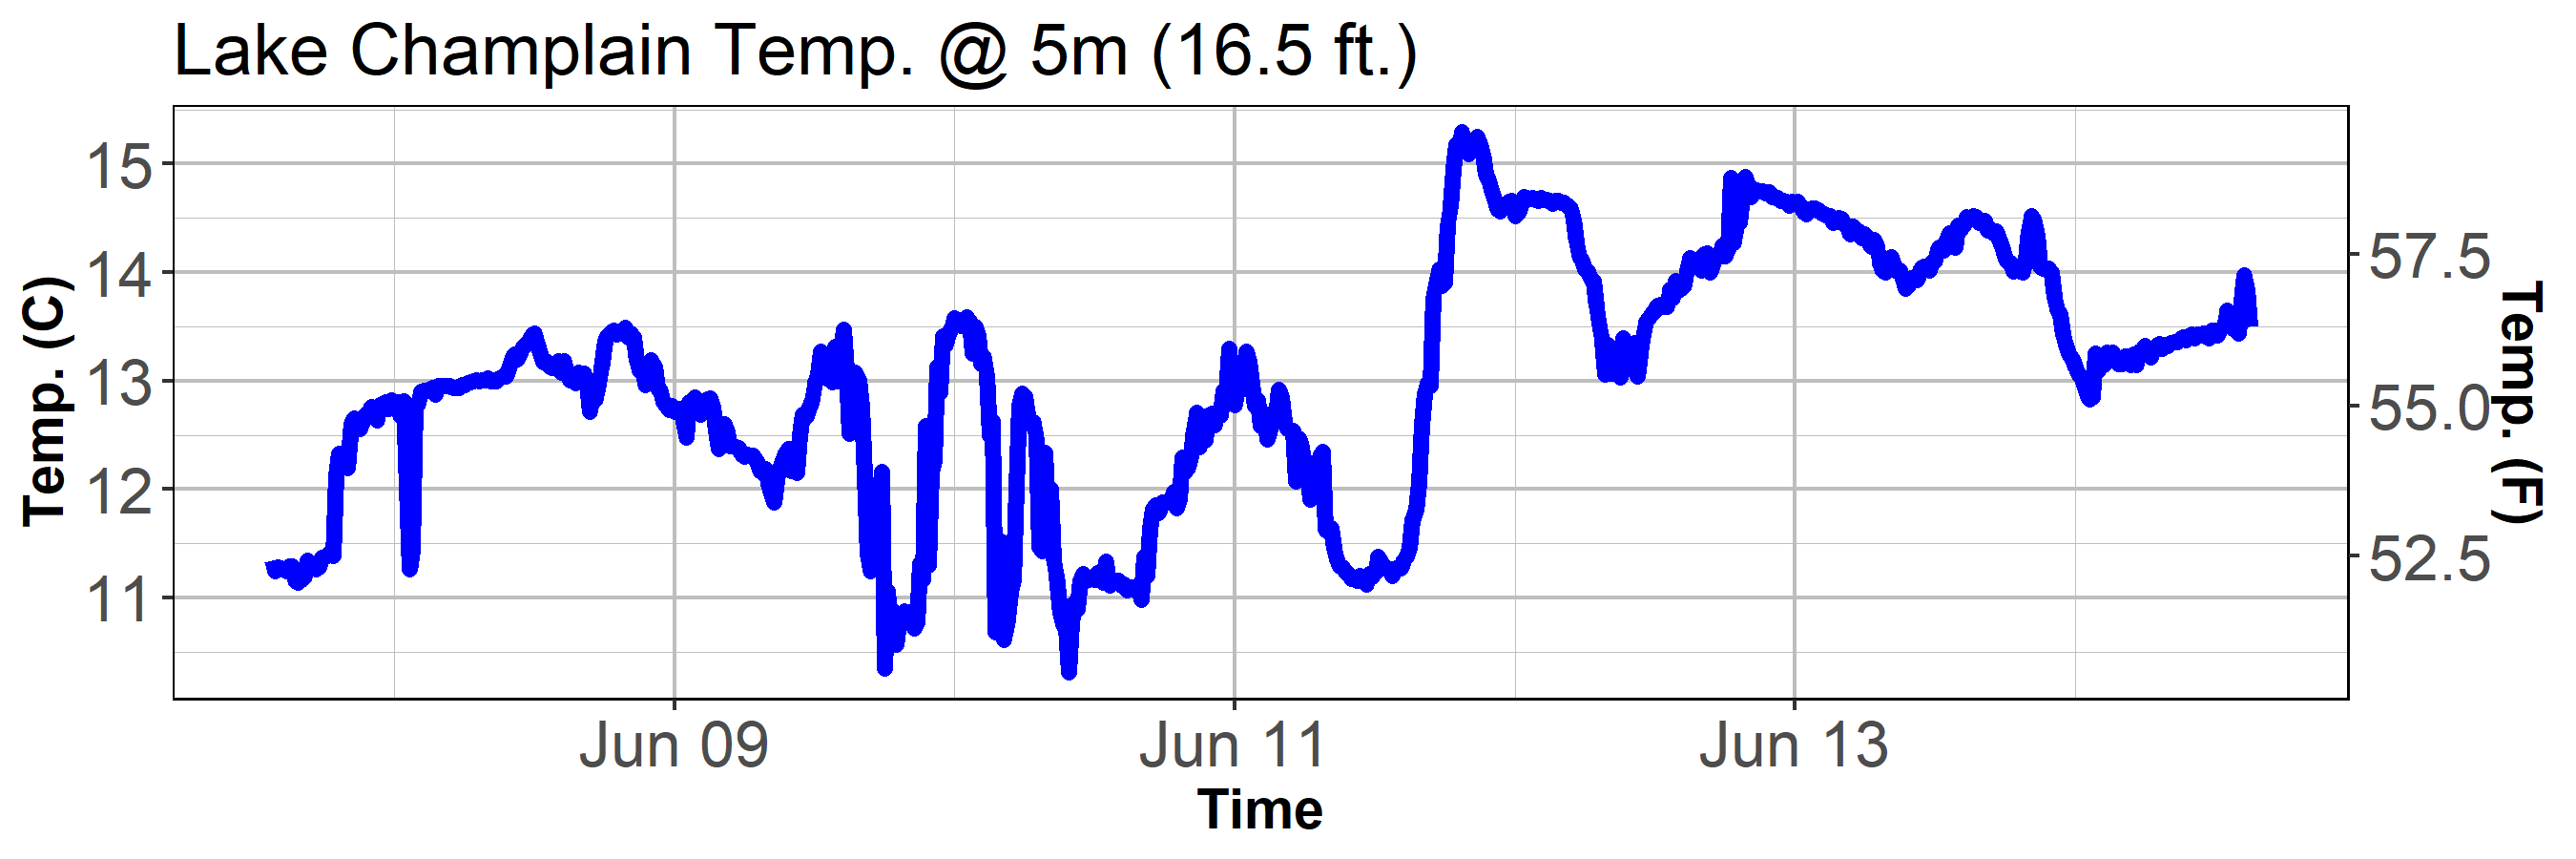 Lake Champlain Temp. @ 5m (16.5 ft.)
Temp. (C)
15
14
13
12
11
57.5
55.0
52.5
Temp. (F)
Jun 09
Jun 11
Jun 13
Time